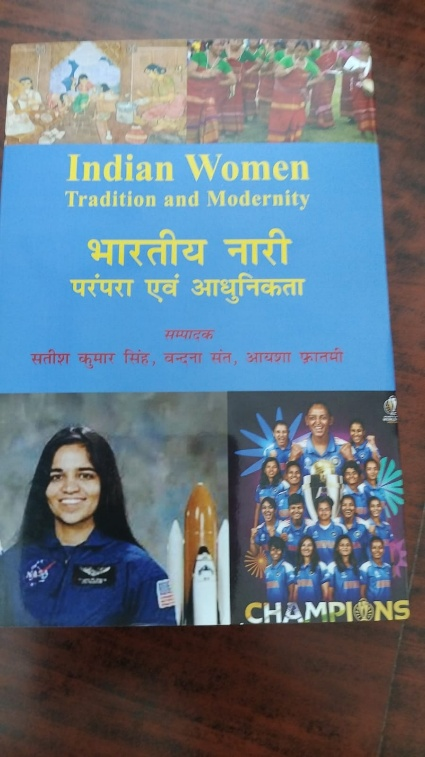 Indian Women
Tradition and Modernity
भारतीय नारी
परंपरा एवं आधुनिकता
सम्पादक
सतीश कुमार सिंह, वन्दना संत, आयशा फ़ातमी
NASA
CHAMPIONS